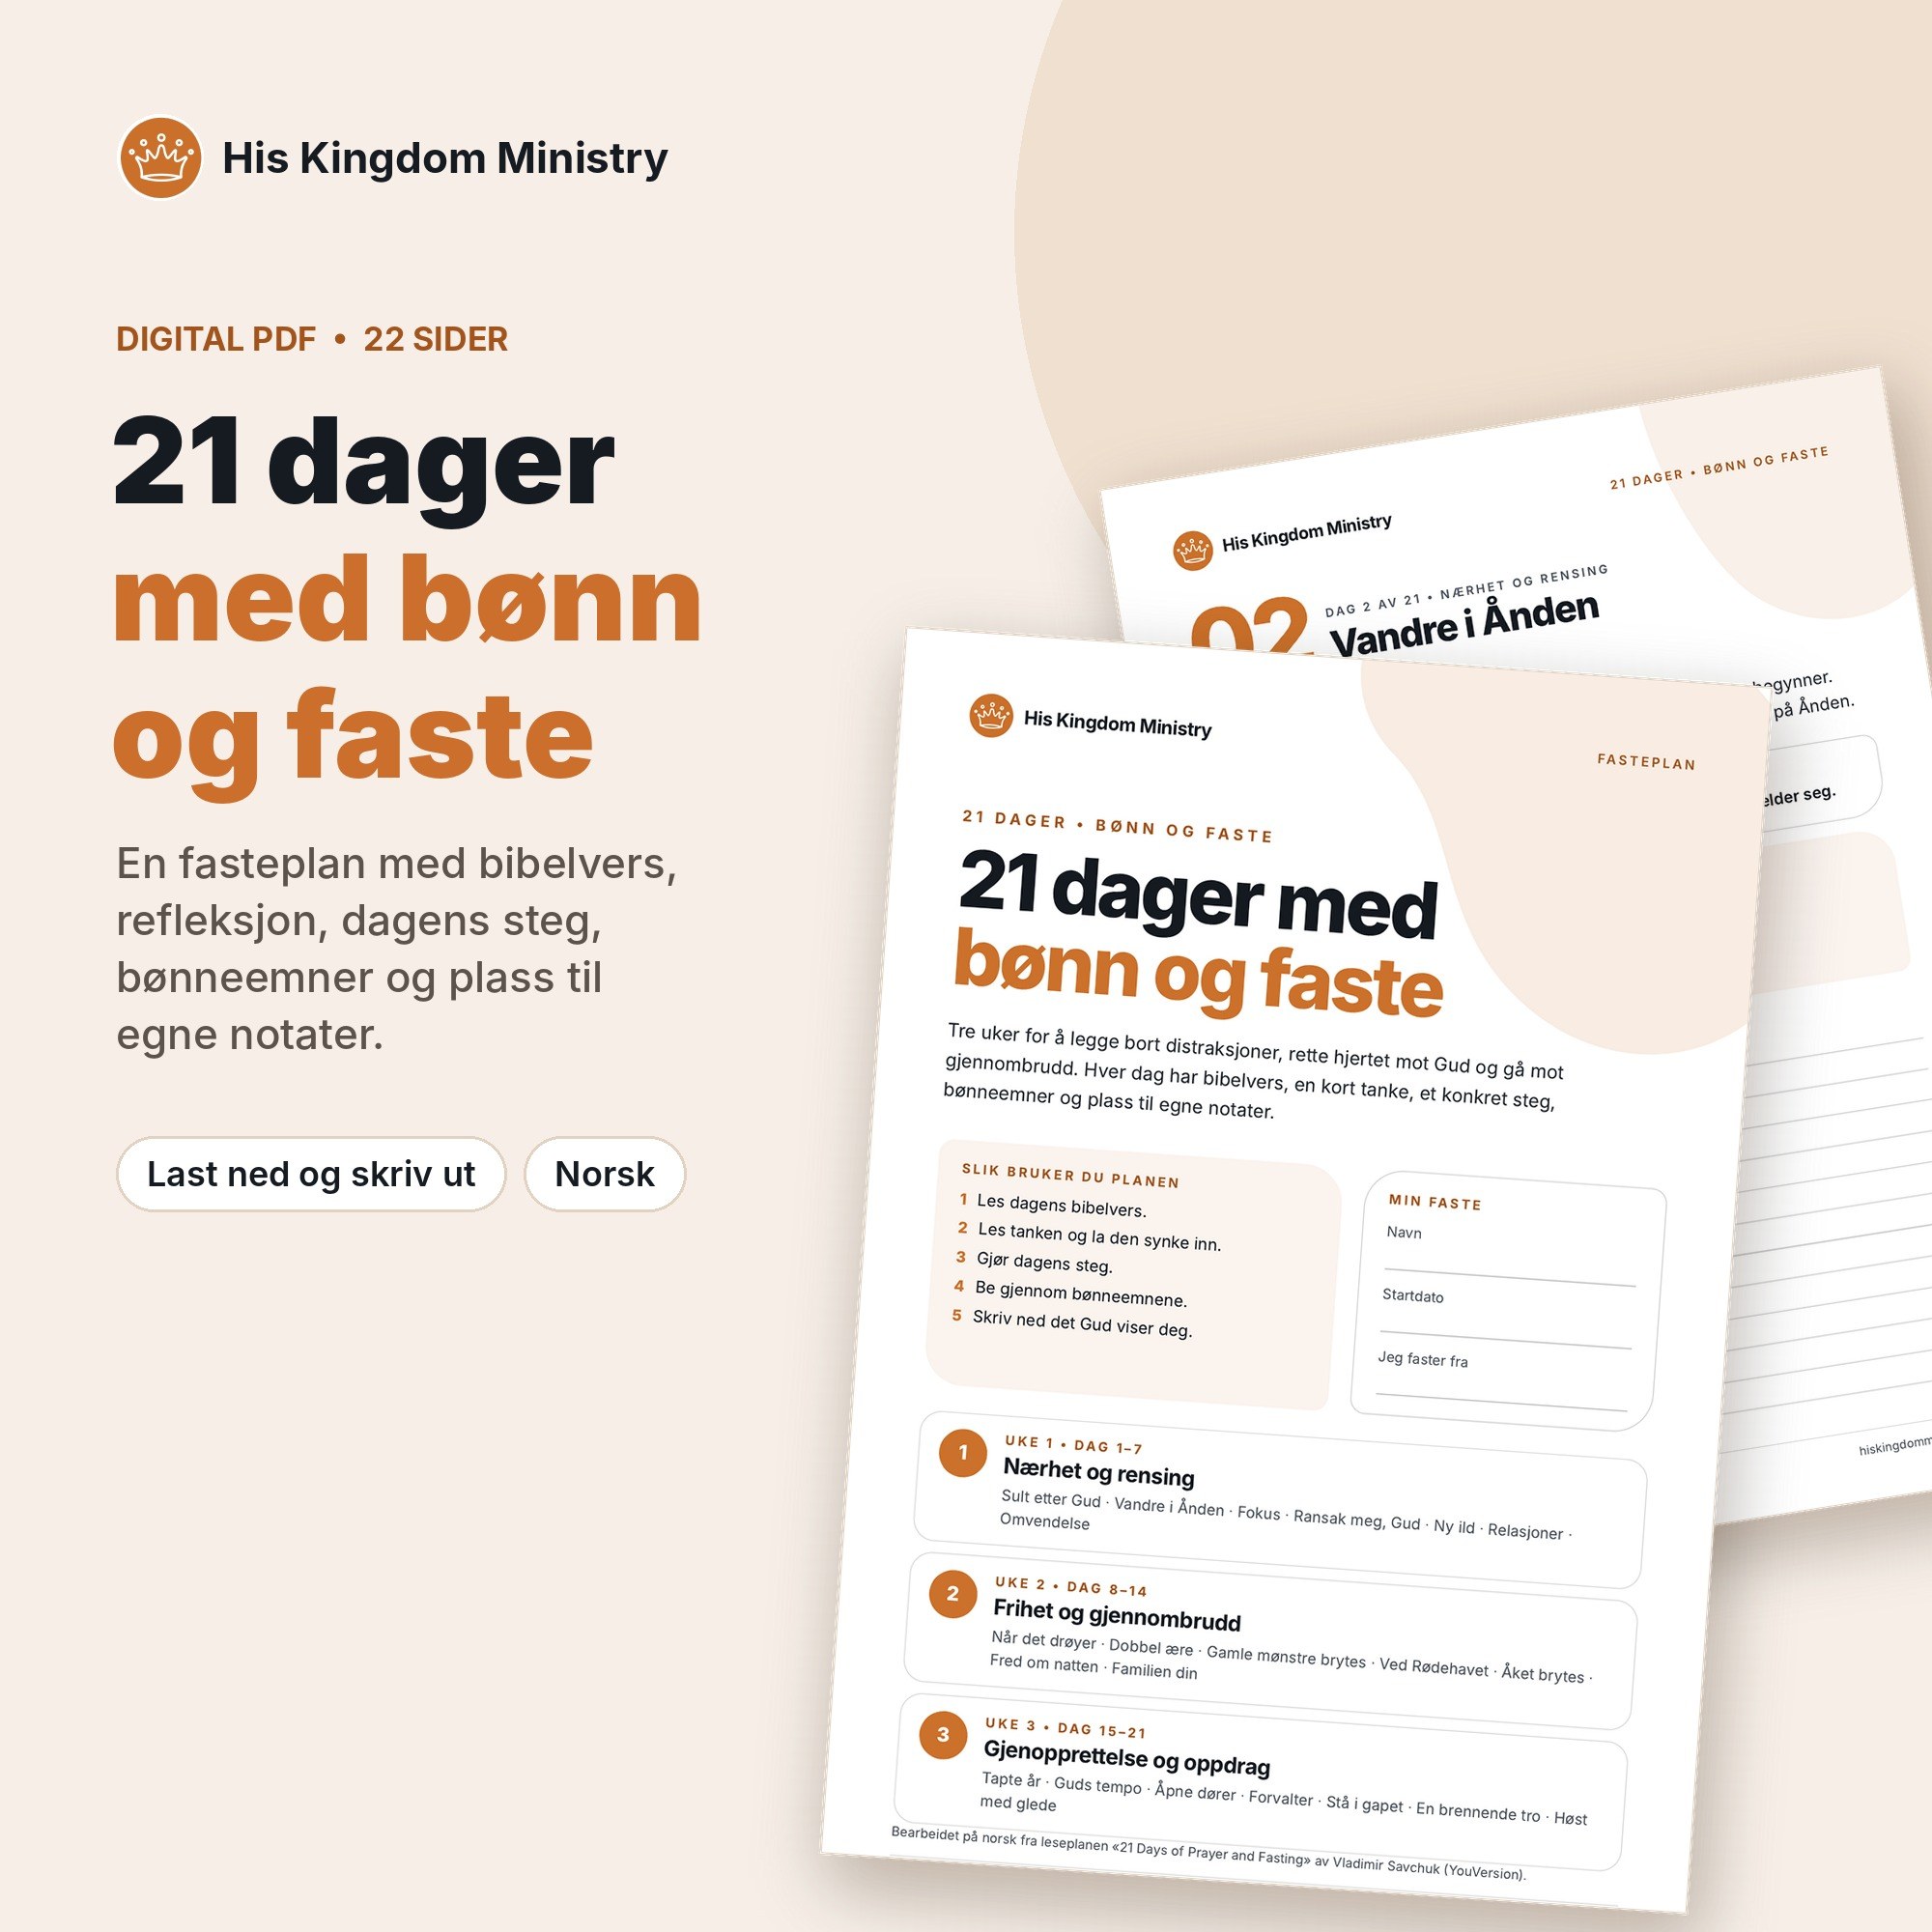 His Kingdom Ministry
DIGITAL PDF • 22 SIDER
21 dager
med bønn
og faste
En fasteplan med bibelvers,
refleksjon, dagens steg,
bønneemner og plass til
egne notater.
Last ned og skriv ut
Norsk
21 DAGER • BØNN OG FASTE
His Kingdom Ministry
02
DAG 2 AV 21 • NÆRHET OG RENSING
Vandre i Ånden
på Ånden.
seg.
His Kingdom Ministry
FASTEPLAN
21 DAGER • BØNN OG FASTE
21 dager med
bønn og faste
Tre uker for å legge bort distraksjoner, rette hjertet mot Gud og gå mot
gjennombrudd. Hver dag har bibelvers, en kort tanke, et konkret steg,
bønneemner og plass til egne notater.
SLIK BRUKER DU PLANEN
1 Les dagens bibelvers.
2 Les tanken og la den synke inn.
3 Gjør dagens steg.
4 Be gjennom bønneemnene.
5 Skriv ned det Gud viser deg.
MIN FASTE
Navn
Startdato
Jeg faster fra
1
UKE 1 • DAG 1–7
Nærhet og rensing
Sult etter Gud · Vandre i Ånden · Fokus · Ransak meg, Gud · Ny ild · Relasjoner ·
Omvendelse
2
UKE 2 • DAG 8–14
Frihet og gjennombrudd
Når det drøyer · Dobbel ære · Gamle mønstre brytes · Ved Rødehavet · Åket brytes ·
Fred om natten · Familien din
3
UKE 3 • DAG 15–21
Gjenopprettelse og oppdrag
Tapte år · Guds tempo · Åpne dører · Forvalter · Stå i gapet · En brennende tro · Høst
med glede
Bearbeidet på norsk fra leseplanen «21 Days of Prayer and Fasting» av Vladimir Savchuk (YouVersion).